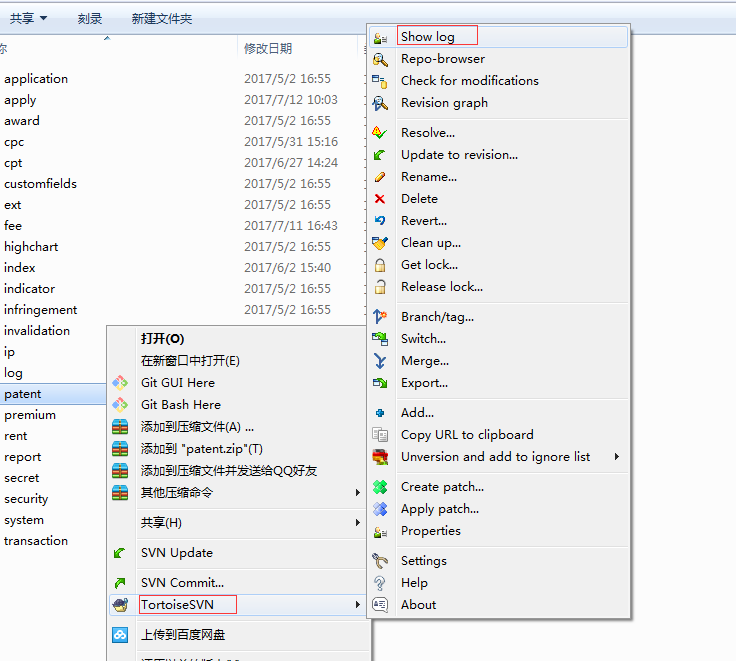 共享 刻录 新建文件夹
修改日期
application 2017/5/2 16:55
apply 2017/7/12 10:03
award 2017/5/2 16:55
cpc 2017/5/31 15:16
cpt 2017/6/27 14:24
customfields 2017/5/2 16:55
ext 2017/5/2 16:55
fee 2017/7/11 16:43
highchart 2017/5/2 16:55
index 2017/6/2 15:40
indicator 2017/5/2 16:55
infringement 2017/5/2 16:55
invalidation
ip
log
patent
premium
rent
report
secret
security
system
transaction
打开(O)
在新窗口中打开(E)
Git GUI Here
Git Bash Here
添加到压缩文件(A) ...
添加到 "patent.zip"(T)
添加到压缩文件并发送给QQ好友
其他压缩命令
共享(H)
SVN Update
SVN Commit...
TortoiseSVN
上传到百度网盘
Show log
Repo-browser
Check for modifications
Revision graph
Resolve...
Update to revision...
Rename...
Delete
Revert...
Clean up...
Get lock...
Release lock...
Branch/tag...
Switch...
Merge...
Export...
Add...
Copy URL to clipboard
Unversion and add to ignore list
Create patch...
Apply patch...
Properties
Settings
Help
About